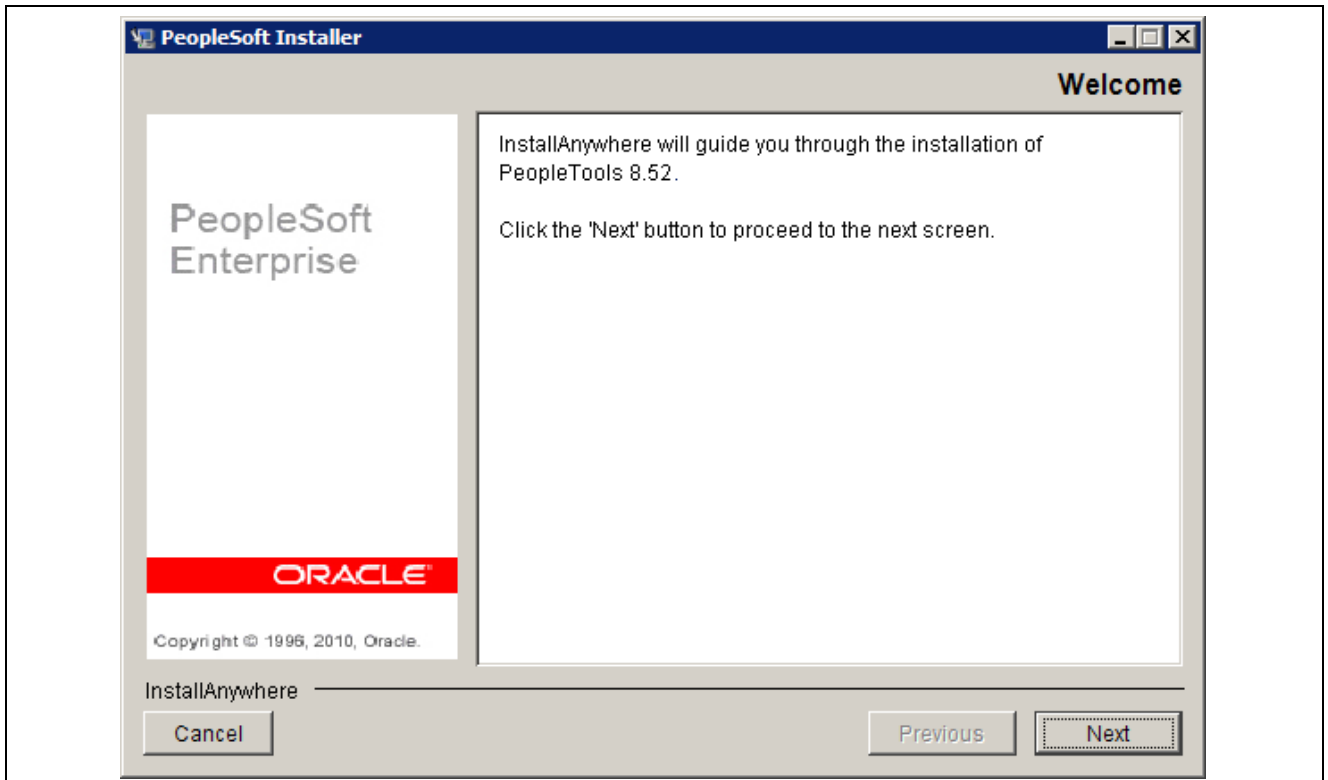 PeopleSoft Installer
Welcome
InstallAnywhere will guide you through the installation of
PeopleTools 8.52.
Click the 'Next' button to proceed to the next screen.
PeopleSoft
Enterprise
ORACLE
Copyright © 1996, 2010, Oracle.
InstallAnywhere
Cancel
Previous
Next